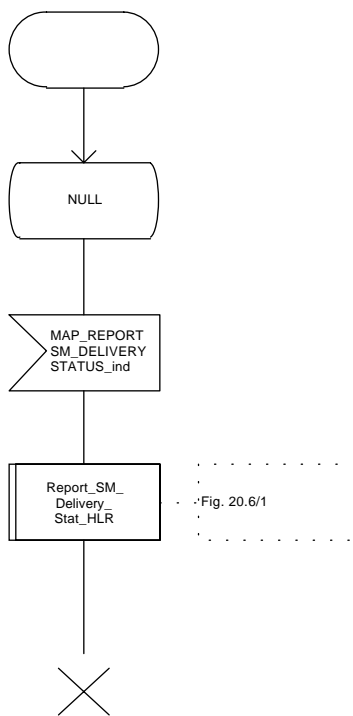 NULL
MAP_REPORT
SM_DELIVERY
STATUS_ind
Report_SM_
Delivery_
Stat_HLR
Fig. 20.6/1